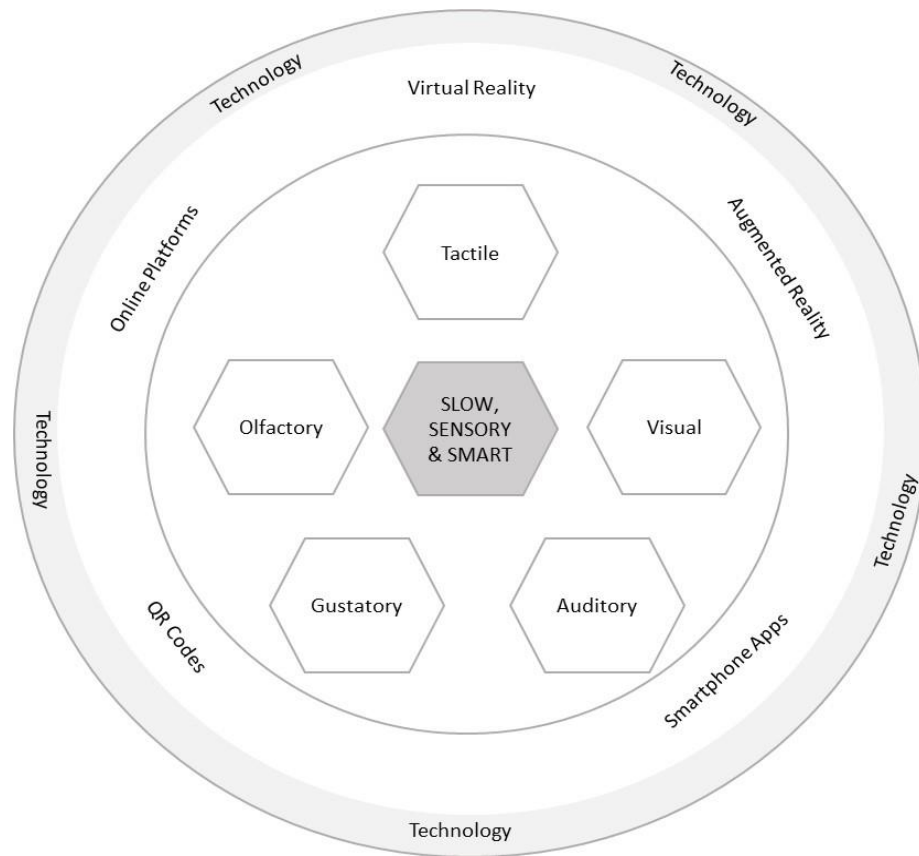 Technology
Technology
Virtual Reality
Online Platforms
Augmented Reality
Tactile
Olfactory
SLOW,
SENSORY
& SMART
Visual
Technology
Technology
Gustatory
Auditory
QR Codes
Smartphone Apps
Technology